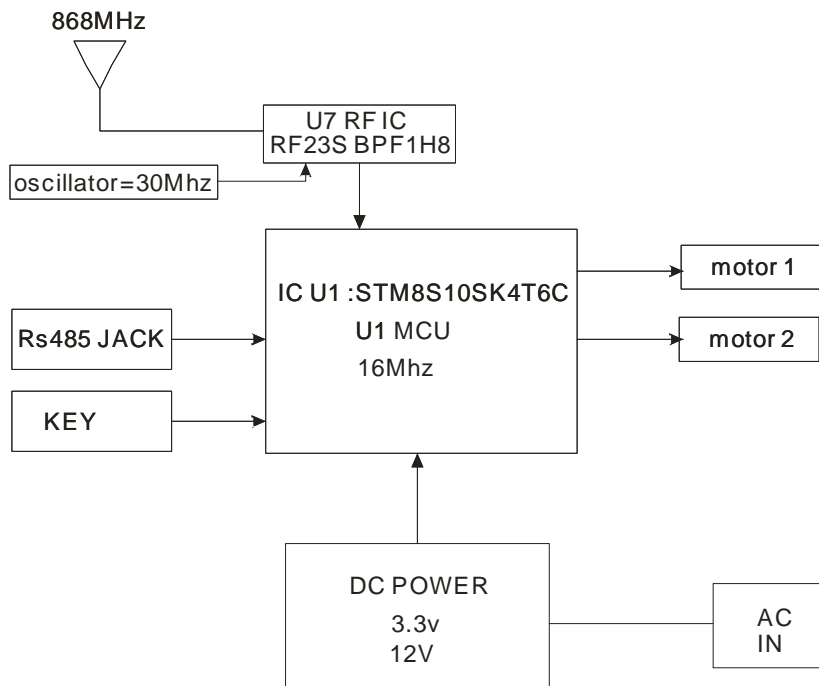 868MHz
U7 RF IC
RF23S BPF1H8
oscillator=30Mhz
IC U1 :STM8S10SK4T6C
U1 MCU
16Mhz
motor 1
motor 2
Rs485 JACK
KEY
DC POWER
3.3v
12V
AC
IN